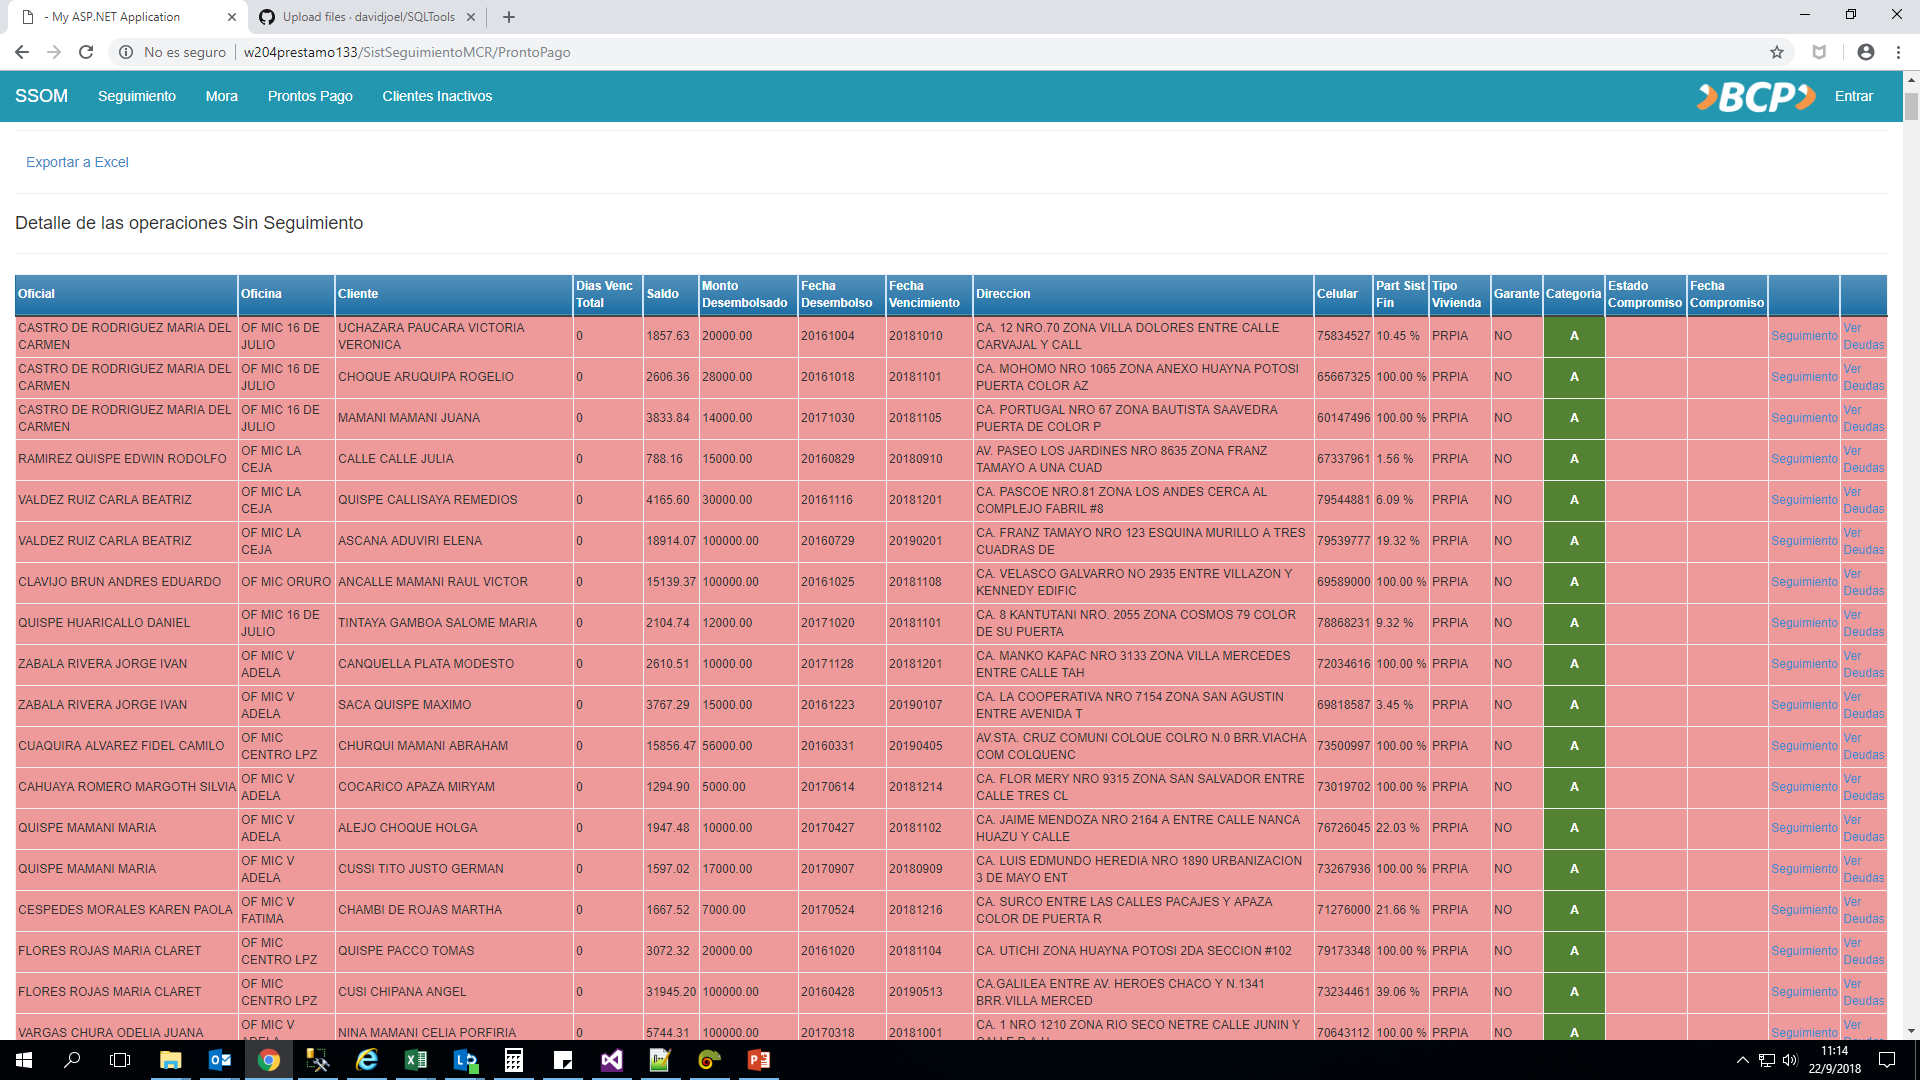 - My ASP.NET Application
Upload files · davidjoel/SQLTools
No es seguro | w204prestamo133/SistSeguimientoMCR/ProntoPago
SSOM Seguimiento Mora Prontos Pago Clientes Inactivos BCP Entrar
Exportar a Excel
Detalle de las operaciones Sin Seguimiento
Oficial Oficina Cliente Dias Venc Total Saldo Monto Desembolsado Fecha Desembolso Fecha Vencimiento Direccion Celular Part Sist Fin Tipo Vivienda Garante Categoria Estado Compromiso Fecha Compromiso
CASTRO DE RODRIGUEZ MARIA DEL CARMEN OF MIC 16 DE JULIO UCHAZARA PAUCARA VICTORIA VERONICA 0 1857.63 20000.00 20161004 20181010 CA. 12 NRO.70 ZONA VILLA DOLORES ENTRE CALLE CARVAJAL Y CALL 75834527 10.45 % PRPIA NO A Seguimiento Ver Deudas
CASTRO DE RODRIGUEZ MARIA DEL CARMEN OF MIC 16 DE JULIO CHOQUE ARUQUIPA ROGELIO 0 2606.36 28000.00 20161018 20181101 CA. MOHOMO NRO 1065 ZONA ANEXO HUAYNA POTOSI PUERTA COLOR AZ 65667325 100.00 % PRPIA NO A Seguimiento Ver Deudas
CASTRO DE RODRIGUEZ MARIA DEL CARMEN OF MIC 16 DE JULIO MAMANI MAMANI JUANA 0 3833.84 14000.00 20171030 20181105 CA. PORTUGAL NRO 67 ZONA BAUTISTA SAAVEDRA PUERTA DE COLOR P 60147496 100.00 % PRPIA NO A Seguimiento Ver Deudas
RAMIREZ QUISPE EDWIN RODOLFO OF MIC LA CEJA CALLE CALLE JULIA 0 788.16 15000.00 20160829 20180910 AV. PASEO LOS JARDINES NRO 8635 ZONA FRANZ TAMAYO A UNA CUAD 67337961 1.56 % PRPIA NO A Seguimiento Ver Deudas
VALDEZ RUIZ CARLA BEATRIZ OF MIC LA CEJA QUISPE CALLISAYA REMEDIOS 0 4165.60 30000.00 20161116 20181201 CA. PASCOE NRO.81 ZONA LOS ANDES CERCA AL COMPLEJO FABRIL #8 79544881 6.09 % PRPIA NO A Seguimiento Ver Deudas
VALDEZ RUIZ CARLA BEATRIZ OF MIC LA CEJA ASCANA ADUVIRI ELENA 0 18914.07 100000.00 20160729 20190201 CA. FRANZ TAMAYO NRO 123 ESQUINA MURILLO A TRES CUADRAS DE 79539777 19.32 % PRPIA NO A Seguimiento Ver Deudas
CLAVIJO BRUN ANDRES EDUARDO OF MIC ORURO ANCALLE MAMANI RAUL VICTOR 0 15139.37 100000.00 20161025 20181108 CA. VELASCO GALVARRO NO 2935 ENTRE VILLAZON Y KENNEDY EDIFIC 69589000 100.00 % PRPIA NO A Seguimiento Ver Deudas
QUISPE HUARICALLO DANIEL OF MIC 16 DE JULIO TINTAYA GAMBOA SALOME MARIA 0 2104.74 12000.00 20171020 20181101 CA. 8 KANTUTANI NRO. 2055 ZONA COSMOS 79 COLOR DE SU PUERTA 78868231 9.32 % PRPIA NO A Seguimiento Ver Deudas
ZABALA RIVERA JORGE IVAN OF MIC V ADELA CANQUELLA PLATA MODESTO 0 2610.51 10000.00 20171128 20181201 CA. MANKO KAPAC NRO 3133 ZONA VILLA MERCEDES ENTRE CALLE TAH 72034616 100.00 % PRPIA NO A Seguimiento Ver Deudas
ZABALA RIVERA JORGE IVAN OF MIC V ADELA SACA QUISPE MAXIMO 0 3767.29 15000.00 20161223 20190107 CA. LA COOPERATIVA NRO 7154 ZONA SAN AGUSTIN ENTRE AVENIDA T 69818587 3.45 % PRPIA NO A Seguimiento Ver Deudas
CUAQUIRA ALVAREZ FIDEL CAMILO OF MIC CENTRO LPZ CHURQUI MAMANI ABRAHAM 0 15856.47 56000.00 20160331 20190405 AV.STA. CRUZ COMUNI COLQUE COLRO N.0 BRR.VIACHA COM COLQUENC 73500997 100.00 % PRPIA NO A Seguimiento Ver Deudas
CAHUAYA ROMERO MARGOTH SILVIA OF MIC V ADELA COCARICO APAZA MIRYAM 0 1294.90 5000.00 20170614 20181214 CA. FLOR MERY NRO 9315 ZONA SAN SALVADOR ENTRE CALLE TRES CL 73019702 100.00 % PRPIA NO A Seguimiento Ver Deudas
QUISPE MAMANI MARIA OF MIC V ADELA ALEJO CHOQUE HOLGA 0 1947.48 10000.00 20170427 20181102 CA. JAIME MENDOZA NRO 2164 A ENTRE CALLE NANCA HUAZU Y CALLE 76726045 22.03 % PRPIA NO A Seguimiento Ver Deudas
QUISPE MAMANI MARIA OF MIC V ADELA CUSSI TITO JUSTO GERMAN 0 1597.02 17000.00 20170907 20180909 CA. LUIS EDMUNDO HEREDIA NRO 1890 URBANIZACION 3 DE MAYO ENT 73267936 100.00 % PRPIA NO A Seguimiento Ver Deudas
CESPEDES MORALES KAREN PAOLA OF MIC V FATIMA CHAMBI DE ROJAS MARTHA 0 1667.52 7000.00 20170524 20181216 CA. SURCO ENTRE LAS CALLES PACAJES Y APAZA COLOR DE PUERTA R 71276000 21.66 % PRPIA NO A Seguimiento Ver Deudas
FLORES ROJAS MARIA CLARET OF MIC CENTRO LPZ QUISPE PACCO TOMAS 0 3072.32 20000.00 20161020 20181104 CA. UTICHI ZONA HUAYNA POTOSI 2DA SECCION #102 79173348 100.00 % PRPIA NO A Seguimiento Ver Deudas
FLORES ROJAS MARIA CLARET OF MIC CENTRO LPZ CUSI CHIPANA ANGEL 0 31945.20 100000.00 20160428 20190513 CA.GALILEA ENTRE AV. HEROES CHACO Y N.1341 BRR.VILLA MERCED 73234461 39.06 % PRPIA NO A Seguimiento Ver Deudas
VARGAS CHURA ODELIA JUANA OF MIC V NINA MAMANI CELIA PORFIRIA 0 5744.31 100000.00 20170318 20181001 CA. 1 NRO 1210 ZONA RIO SECO NETRE CALLE JUNIN Y 70643112 100.00 % PRPIA NO A Seguimiento Ver
11:14
22/9/2018